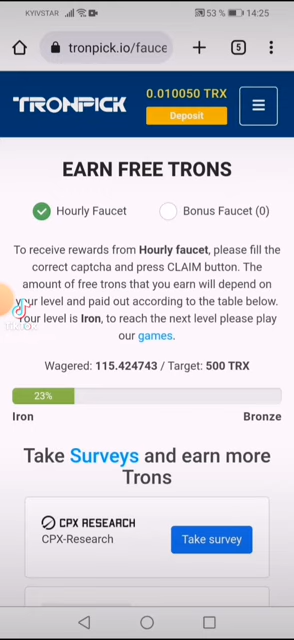 KYIVSTAR 53 % 14:25
tronpick.io/fauce 5
TRONPICK
0.010050 TRX
Deposit
EARN FREE TRONS
Hourly Faucet Bonus Faucet (0)
To receive rewards from Hourly faucet, please fill the
correct captcha and press CLAIM button. The
amount of free trons that you earn will depend on
your level and paid out according to the table below.
Your level is Iron, to reach the next level please play
our games.
Wagered: 115.424743 / Target: 500 TRX
23%
Iron Bronze
Take Surveys and earn more
Trons
CPX RESEARCH
CPX-Research
Take survey